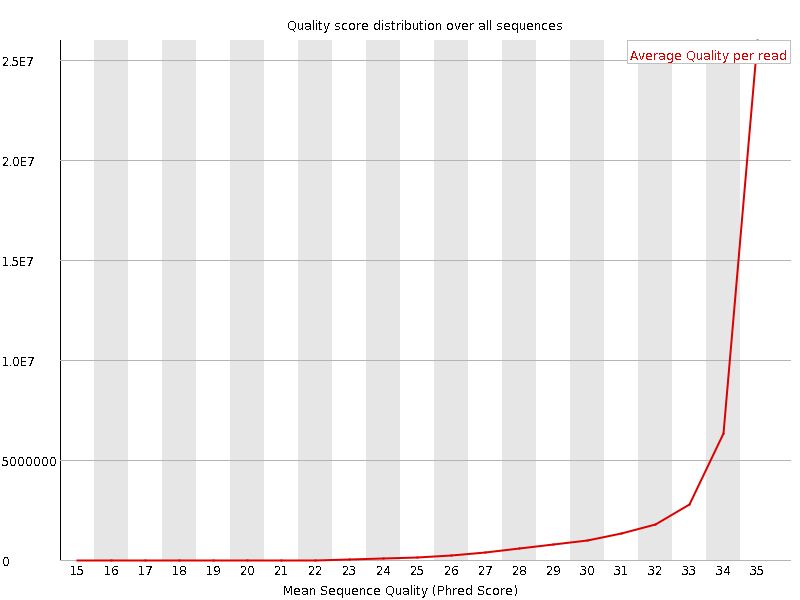 Quality score distribution over all sequences
Average Quality per read
2.5E7
2.0E7
1.5E7
1.0E7
5000000
0
15 16 17 18 19 20 21 22 23 24 25 26 27 28 29 30 31 32 33 34 35
Mean Sequence Quality (Phred Score)